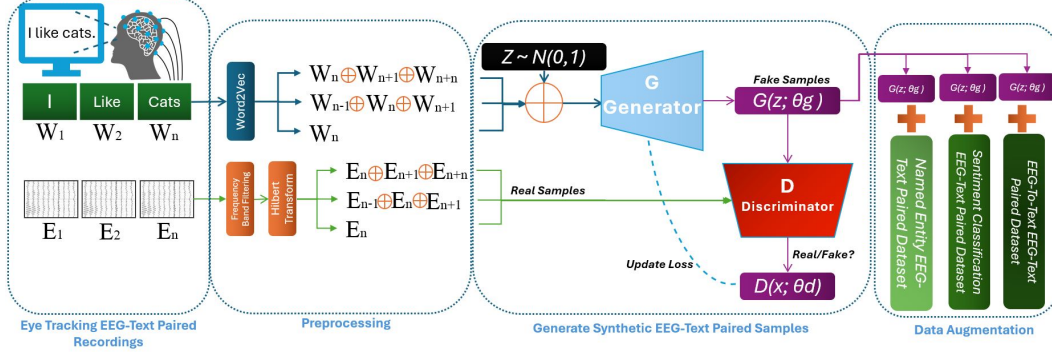 I like cats.
I
Like
Cats
W1
W2
Wn
E1
E2
En
Eye Tracking EEG-Text Paired
Recordings
Word2Vec
Wn⊕Wn+1⊕Wn+n
Wn-1⊕Wn⊕Wn+1
Wn
Frequency
Band Filtering
Hilbert
Transform
En⊕En+1⊕En+n
En-1⊕En⊕En+1
En
Preprocessing
Z ~ N(0,1)
G
Generator
Fake Samples
G(z; θg )
Real Samples
D
Discriminator
Real/Fake?
Update Loss
D(x; θd)
Generate Synthetic EEG-Text Paired Samples
G(z; θg )
G(z; θg )
G(z; θg )
Named Entity EEG-
Text Paired Dataset
Sentiment Classification
EEG-Text Paired Dataset
EEG-To-Text EEG-Text
Paired Dataset
Data Augmentation